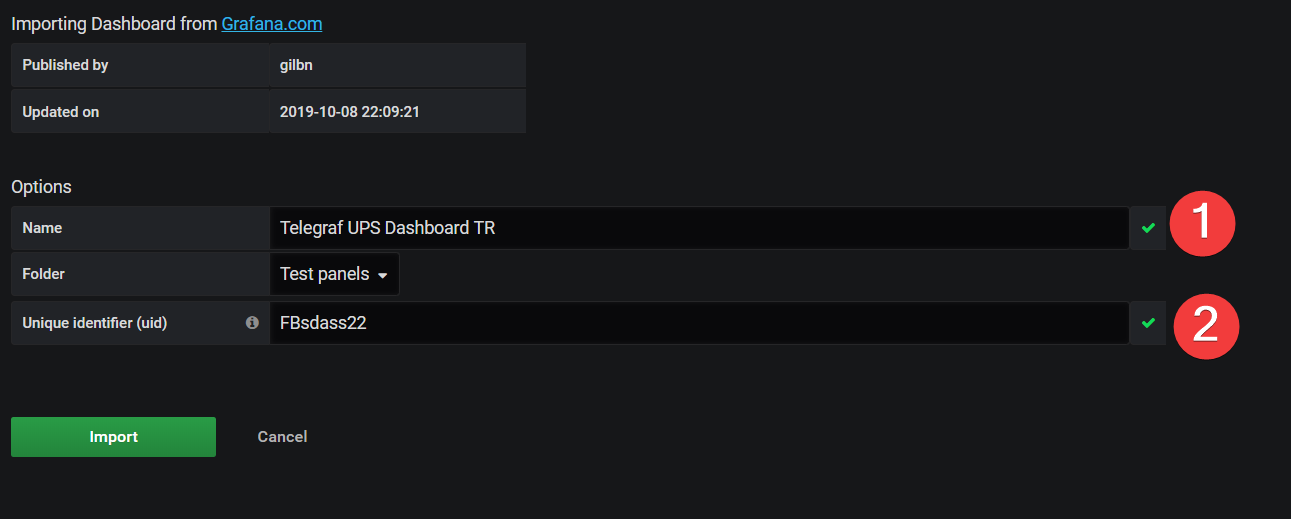 Importing Dashboard from Grafana.com
Published by gilbn
Updated on 2019-10-08 22:09:21
Options
Name Telegraf UPS Dashboard TR
1
Folder Test panels
Unique identifier (uid) FBsdass22
2
Import Cancel